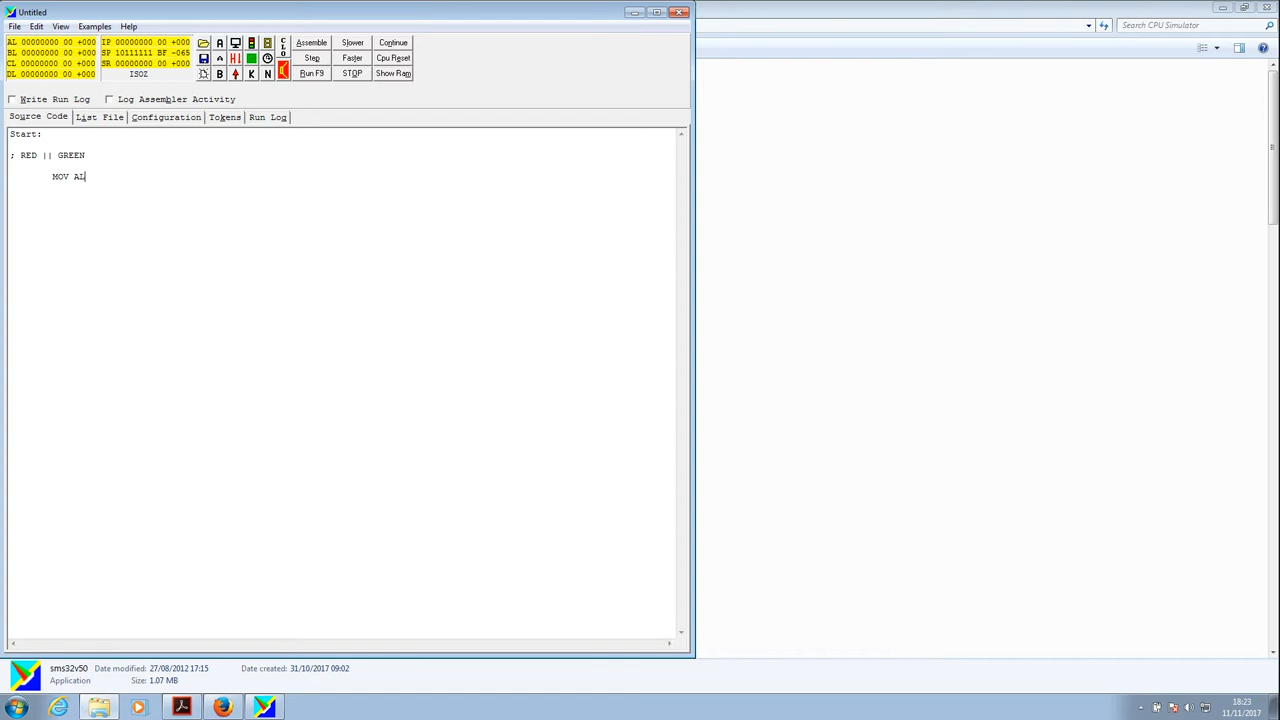 Untitled
File Edit View Examples Help
AL 00000000 00 +000 IP 00000000 00 +000
BL 00000000 00 +000 SP 10111111 BF -065
CL 00000000 00 +000 SR 00000000 00 +000
DL 00000000 00 +000 ISOZ
A CLO Assemble Slower Continue
Step Faster Cpu Reset
B K N Run F9 STOP Show Ram
Write Run Log Log Assembler Activity
Source Code List File Configuration Tokens Run Log
Start:
; RED || GREEN
MOV AL
Search CPU Simulator
sms32v50 Date modified: 27/08/2012 17:15 Date created: 31/10/2017 09:02
Application Size: 1.07 MB
18:23
11/11/2017